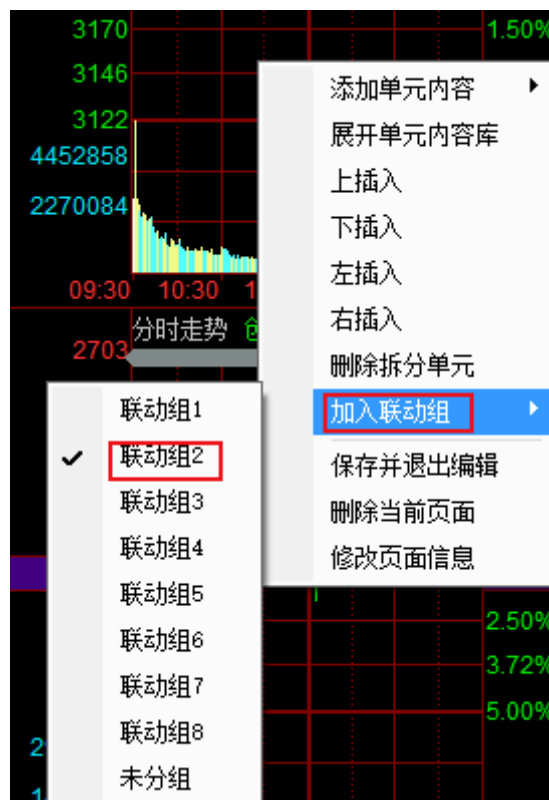 3170
1.50%
3146
3122
4452858
2270084
09:30 10:30 1
分时走势
2703
添加单元内容
展开单元内容库
上插入
下插入
左插入
右插入
删除拆分单元
加入联动组
保存并退出编辑
删除当前页面
修改页面信息
联动组1
联动组2
联动组3
联动组4
联动组5
联动组6
联动组7
联动组8
未分组
2.50%
3.72%
5.00%
2
1